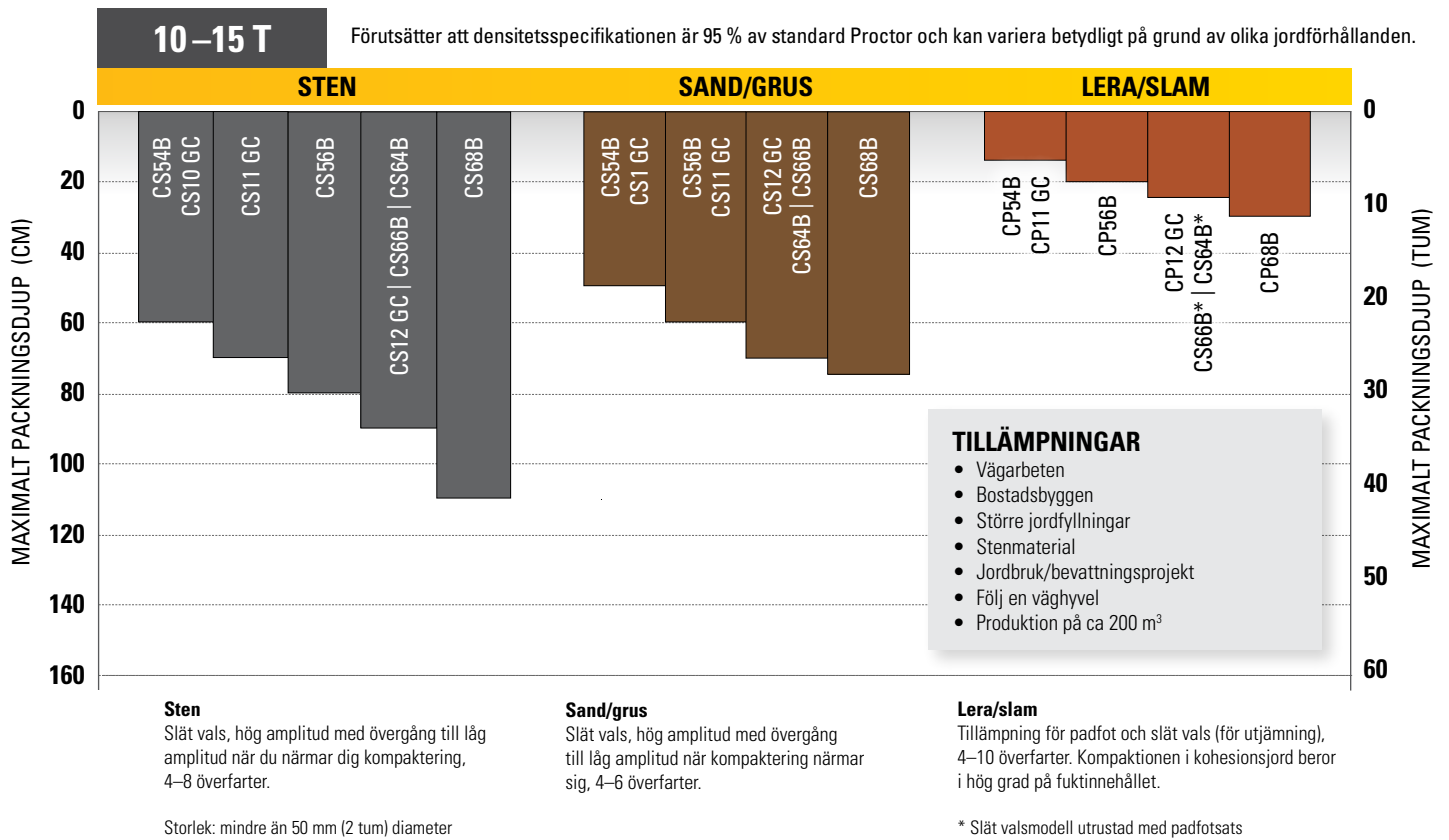 10–15 T
Förutsätter att densitetsspecifikationen är 95 % av standard Proctor och kan variera betydligt på grund av olika jordförhållanden.
STEN
SAND/GRUS
LERA/SLAM
MAXIMALT PACKNINGSDJUP (CM)
0
20
40
60
80
100
120
140
160
CS54B
CS10 GC
CS11 GC
CS56B
CS12 GC | CS66B | CS64B
CS68B
CS54B
CS1 GC
CS56B
CS11 GC
CS12 GC
CS64B | CS66B
CS68B
CP54B
CP11 GC
CP56B
CP12 GC
CS66B* | CS64B*
CP68B
0
10
20
30
40
50
60
MAXIMALT PACKNINGSDJUP (TUM)
TILLÄMPNINGAR
• Vägarbeten
• Bostadsbyggen
• Större jordfyllningar
• Stenmaterial
• Jordbruk/bevattningsprojekt
• Följ en väghyvel
• Produktion på ca 200 m³
Sten
Slät vals, hög amplitud med övergång till låg
amplitud när du närmar dig kompaktering,
4–8 överfarter.
Storlek: mindre än 50 mm (2 tum) diameter
Sand/grus
Slät vals, hög amplitud med övergång
till låg amplitud när kompaktering närmar
sig, 4–6 överfarter.
Lera/slam
Tillämpning för padfot och slät vals (för utjämning),
4–10 överfarter. Kompaktionen i kohesionsjord beror
i hög grad på fuktinnehållet.
* Slät valsmodell utrustad med padfotsats